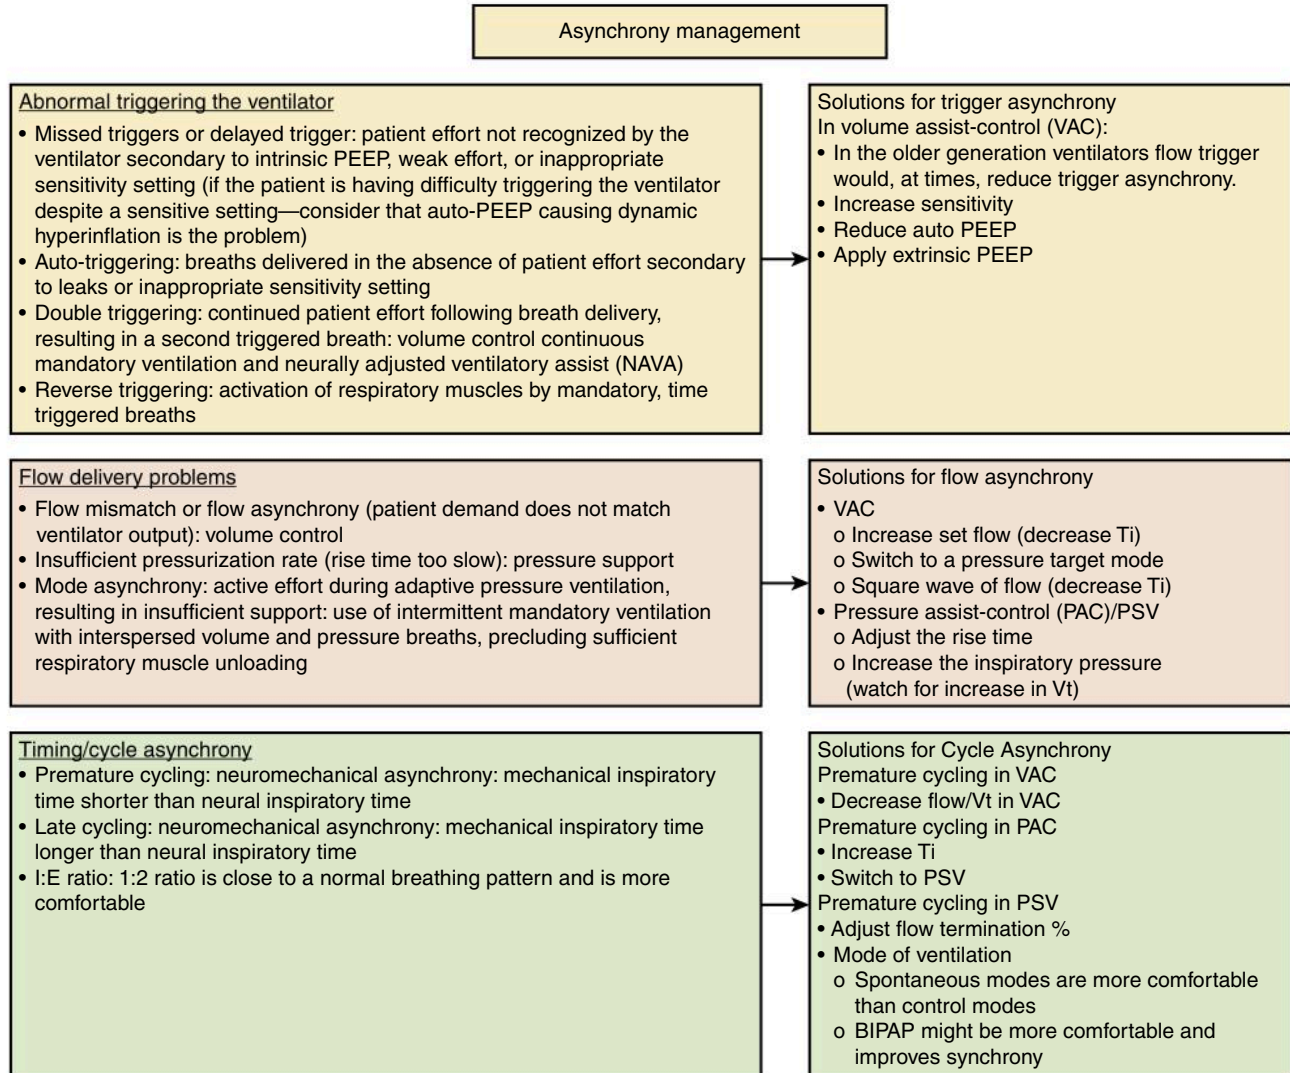 Asynchrony management
Abnormal triggering the ventilator
• Missed triggers or delayed trigger: patient effort not recognized by the
ventilator secondary to intrinsic PEEP, weak effort, or inappropriate
sensitivity setting (if the patient is having difficulty triggering the ventilator
despite a sensitive setting—consider that auto-PEEP causing dynamic
hyperinflation is the problem)
• Auto-triggering: breaths delivered in the absence of patient effort secondary
to leaks or inappropriate sensitivity setting
• Double triggering: continued patient effort following breath delivery,
resulting in a second triggered breath: volume control continuous
mandatory ventilation and neurally adjusted ventilatory assist (NAVA)
• Reverse triggering: activation of respiratory muscles by mandatory, time
triggered breaths
Solutions for trigger asynchrony
In volume assist-control (VAC):
• In the older generation ventilators flow trigger
would, at times, reduce trigger asynchrony.
• Increase sensitivity
• Reduce auto PEEP
• Apply extrinsic PEEP
Flow delivery problems
• Flow mismatch or flow asynchrony (patient demand does not match
ventilator output): volume control
• Insufficient pressurization rate (rise time too slow): pressure support
• Mode asynchrony: active effort during adaptive pressure ventilation,
resulting in insufficient support: use of intermittent mandatory ventilation
with interspersed volume and pressure breaths, precluding sufficient
respiratory muscle unloading
Solutions for flow asynchrony
• VAC
o Increase set flow (decrease Ti)
o Switch to a pressure target mode
o Square wave of flow (decrease Ti)
• Pressure assist-control (PAC)/PSV
o Adjust the rise time
o Increase the inspiratory pressure
(watch for increase in Vt)
Timing/cycle asynchrony
• Premature cycling: neuromechanical asynchrony: mechanical inspiratory
time shorter than neural inspiratory time
• Late cycling: neuromechanical asynchrony: mechanical inspiratory time
longer than neural inspiratory time
• I:E ratio: 1:2 ratio is close to a normal breathing pattern and is more
comfortable
Solutions for Cycle Asynchrony
Premature cycling in VAC
• Decrease flow/Vt in VAC
Premature cycling in PAC
• Increase Ti
• Switch to PSV
Premature cycling in PSV
• Adjust flow termination %
• Mode of ventilation
o Spontaneous modes are more comfortable
than control modes
o BIPAP might be more comfortable and
improves synchrony